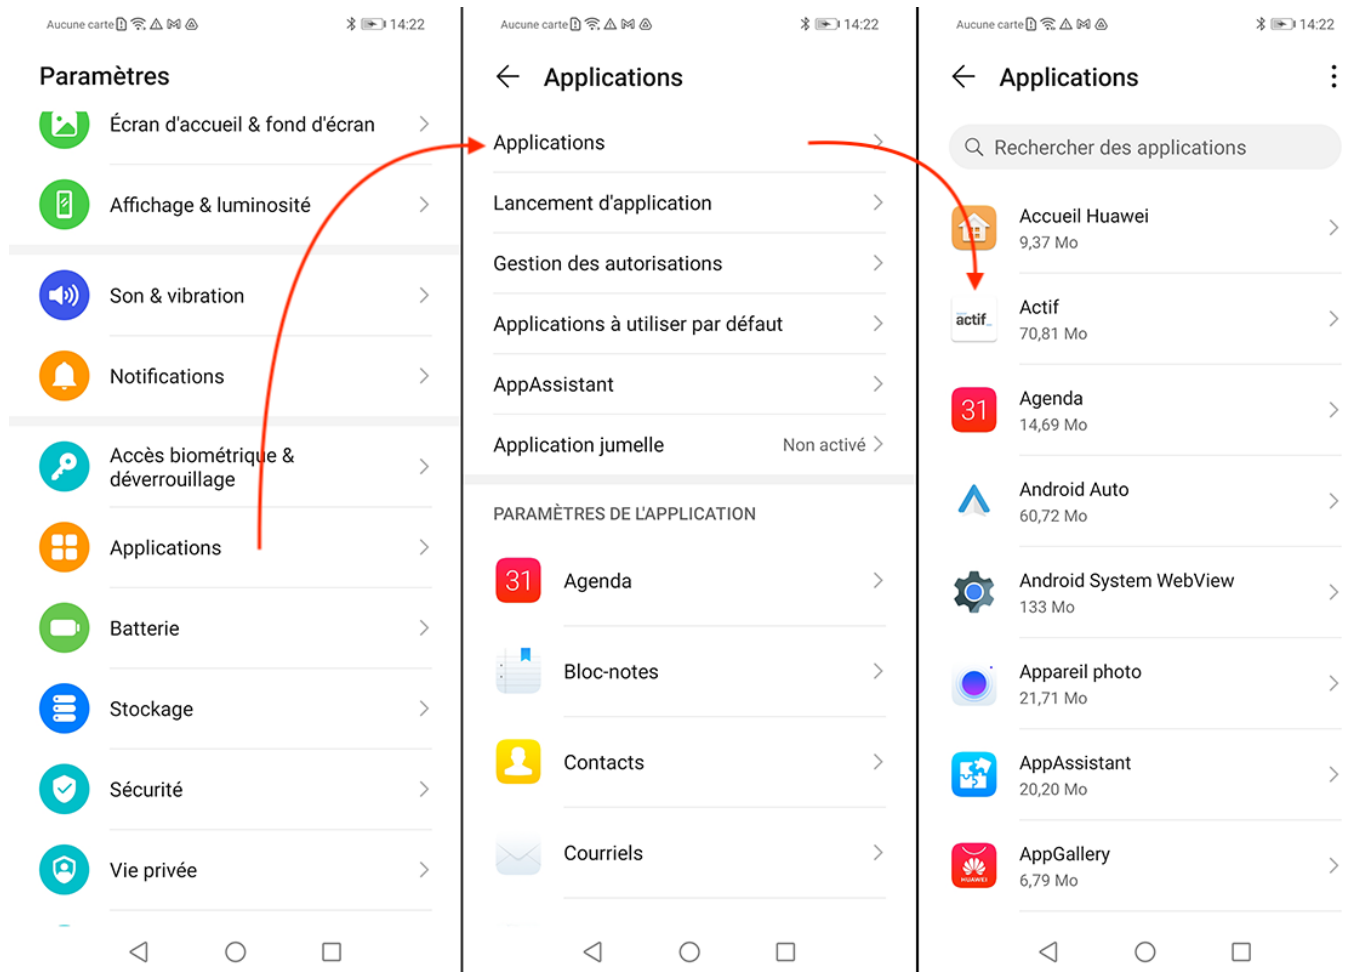 Aucune carte
14:22
Paramètres
Écran d'accueil & fond d'écran
Affichage & luminosité
Son & vibration
Notifications
Accès biométrique &
déverrouillage
Applications
Batterie
Stockage
Sécurité
Vie privée
Aucune carte
14:22
Applications
Applications
Lancement d'application
Gestion des autorisations
Applications à utiliser par défaut
AppAssistant
Application jumelle Non activé
PARAMÈTRES DE L'APPLICATION
31 Agenda
Bloc-notes
Contacts
Courriels
Aucune carte
14:22
Applications
Rechercher des applications
Accueil Huawei
9,37 Mo
actif_
Actif
70,81 Mo
31
Agenda
14,69 Mo
Android Auto
60,72 Mo
Android System WebView
133 Mo
Appareil photo
21,71 Mo
AppAssistant
20,20 Mo
HUAWEI
AppGallery
6,79 Mo